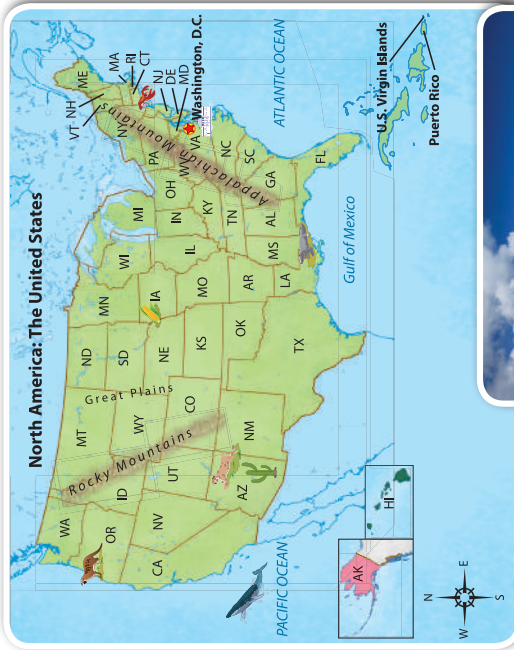 North America: The United States
WA
OR
CA
NV
ID
MT
WY
UT
AZ
CO
NM
ND
SD
NE
KS
OK
TX
MN
IA
MO
AR
LA
WI
IL
MI
IN
OH
KY
TN
MS
AL
GA
FL
SC
NC
VA
WV
PA
NY
VT
NH
ME
MA
RI
CT
NJ
DE
MD
Washington, D.C.
Rocky Mountains
Great Plains
Appalachian Mountains
PACIFIC OCEAN
ATLANTIC OCEAN
Gulf of Mexico
U.S. Virgin Islands
Puerto Rico
AK
HI
N
E
S
W